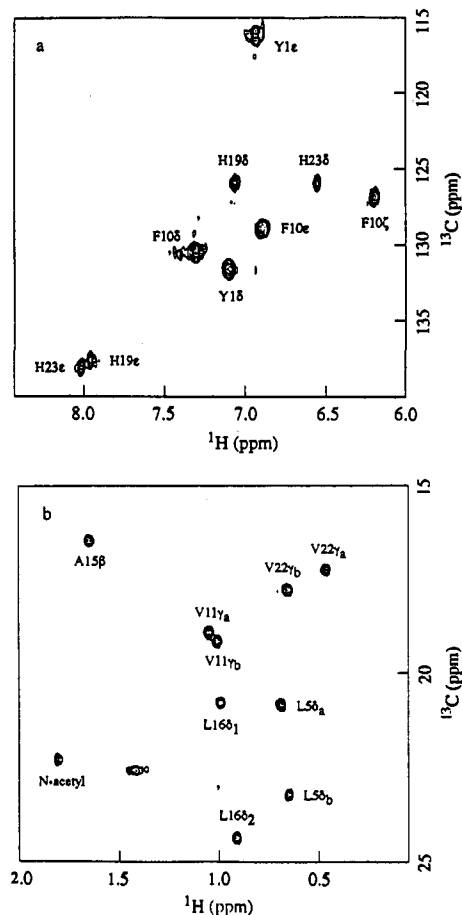 a
Y1ε
H19δ
H23δ
F10δ
F10ε
F10ζ
Y1δ
H23ε
H19ε
115
120
125
130
135
¹³C (ppm)
8.0
7.0
6.5
6.0
¹H (ppm)
b
A15β
V22γb
V22γa
V11γa
V11γb
L16δ1
L5δa
N-acetyl
L5δb
L16δ2
15
20
25
¹³C (ppm)
2.0
1.5
1.0
0.5
¹H (ppm)